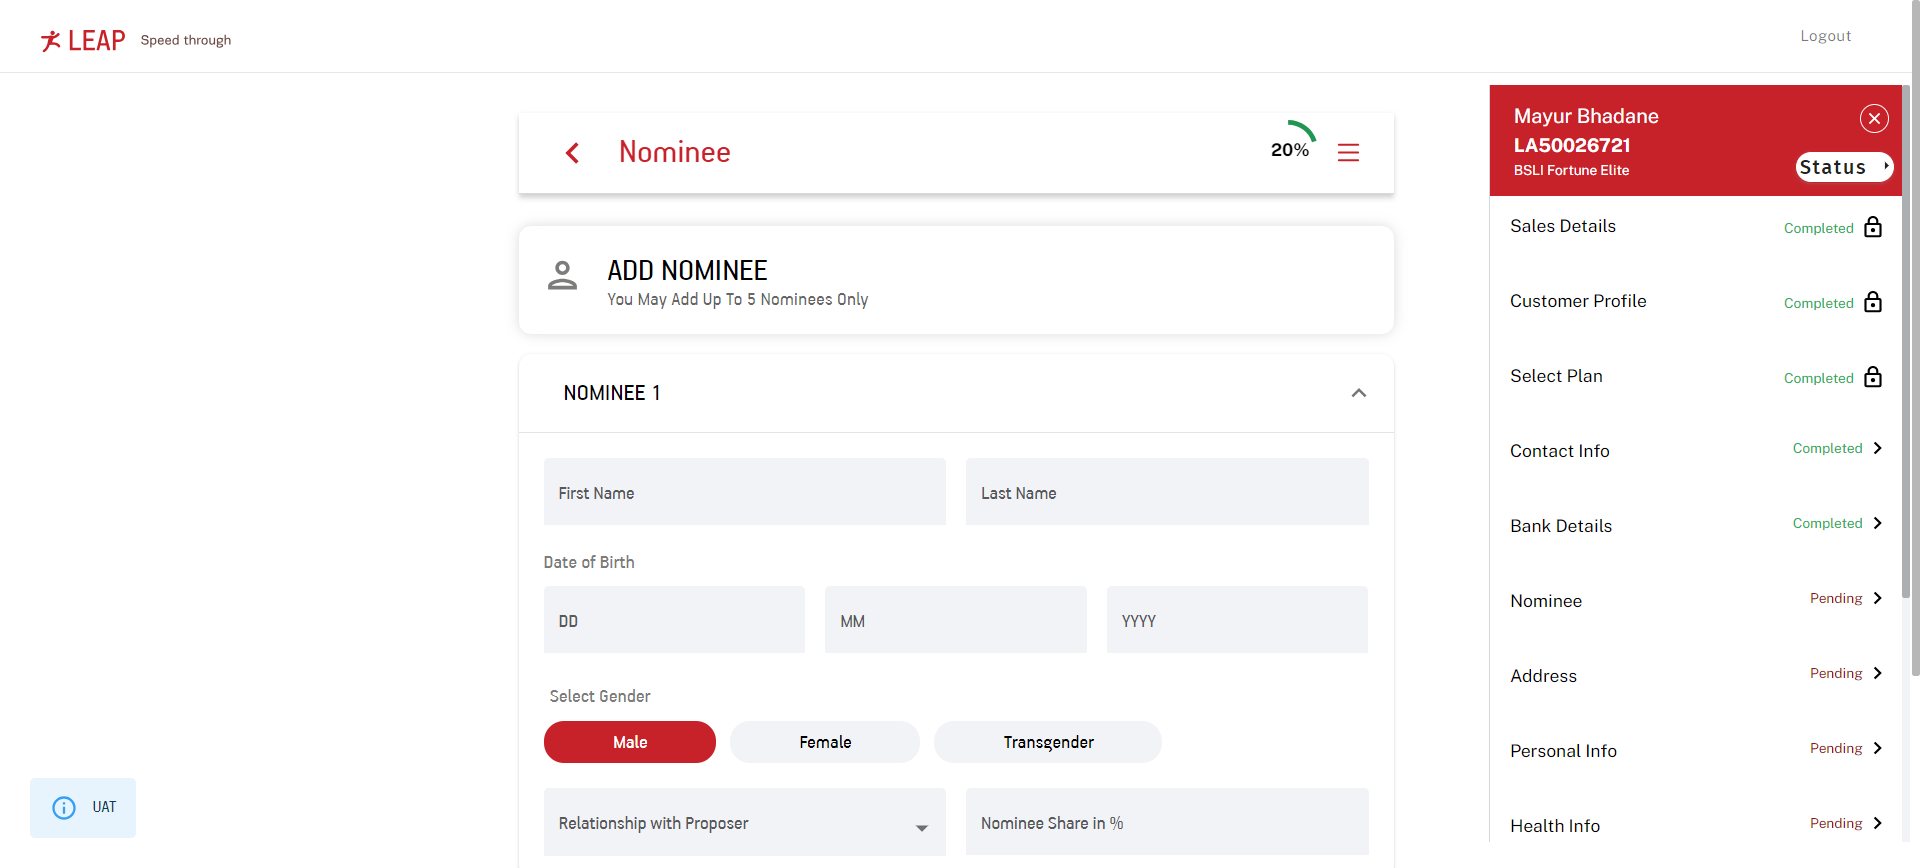 LEAP Speed through
Logout
Nominee
20%
ADD NOMINEE
You May Add Up To 5 Nominees Only
NOMINEE 1
First Name
Last Name
Date of Birth
DD
MM
YYYY
Select Gender
Male
Female
Transgender
Relationship with Proposer
Nominee Share in %
UAT
Mayur Bhadane
LA50026721
BSLI Fortune Elite
Status
Sales Details Completed
Customer Profile Completed
Select Plan Completed
Contact Info Completed
Bank Details Completed
Nominee Pending
Address Pending
Personal Info Pending
Health Info Pending